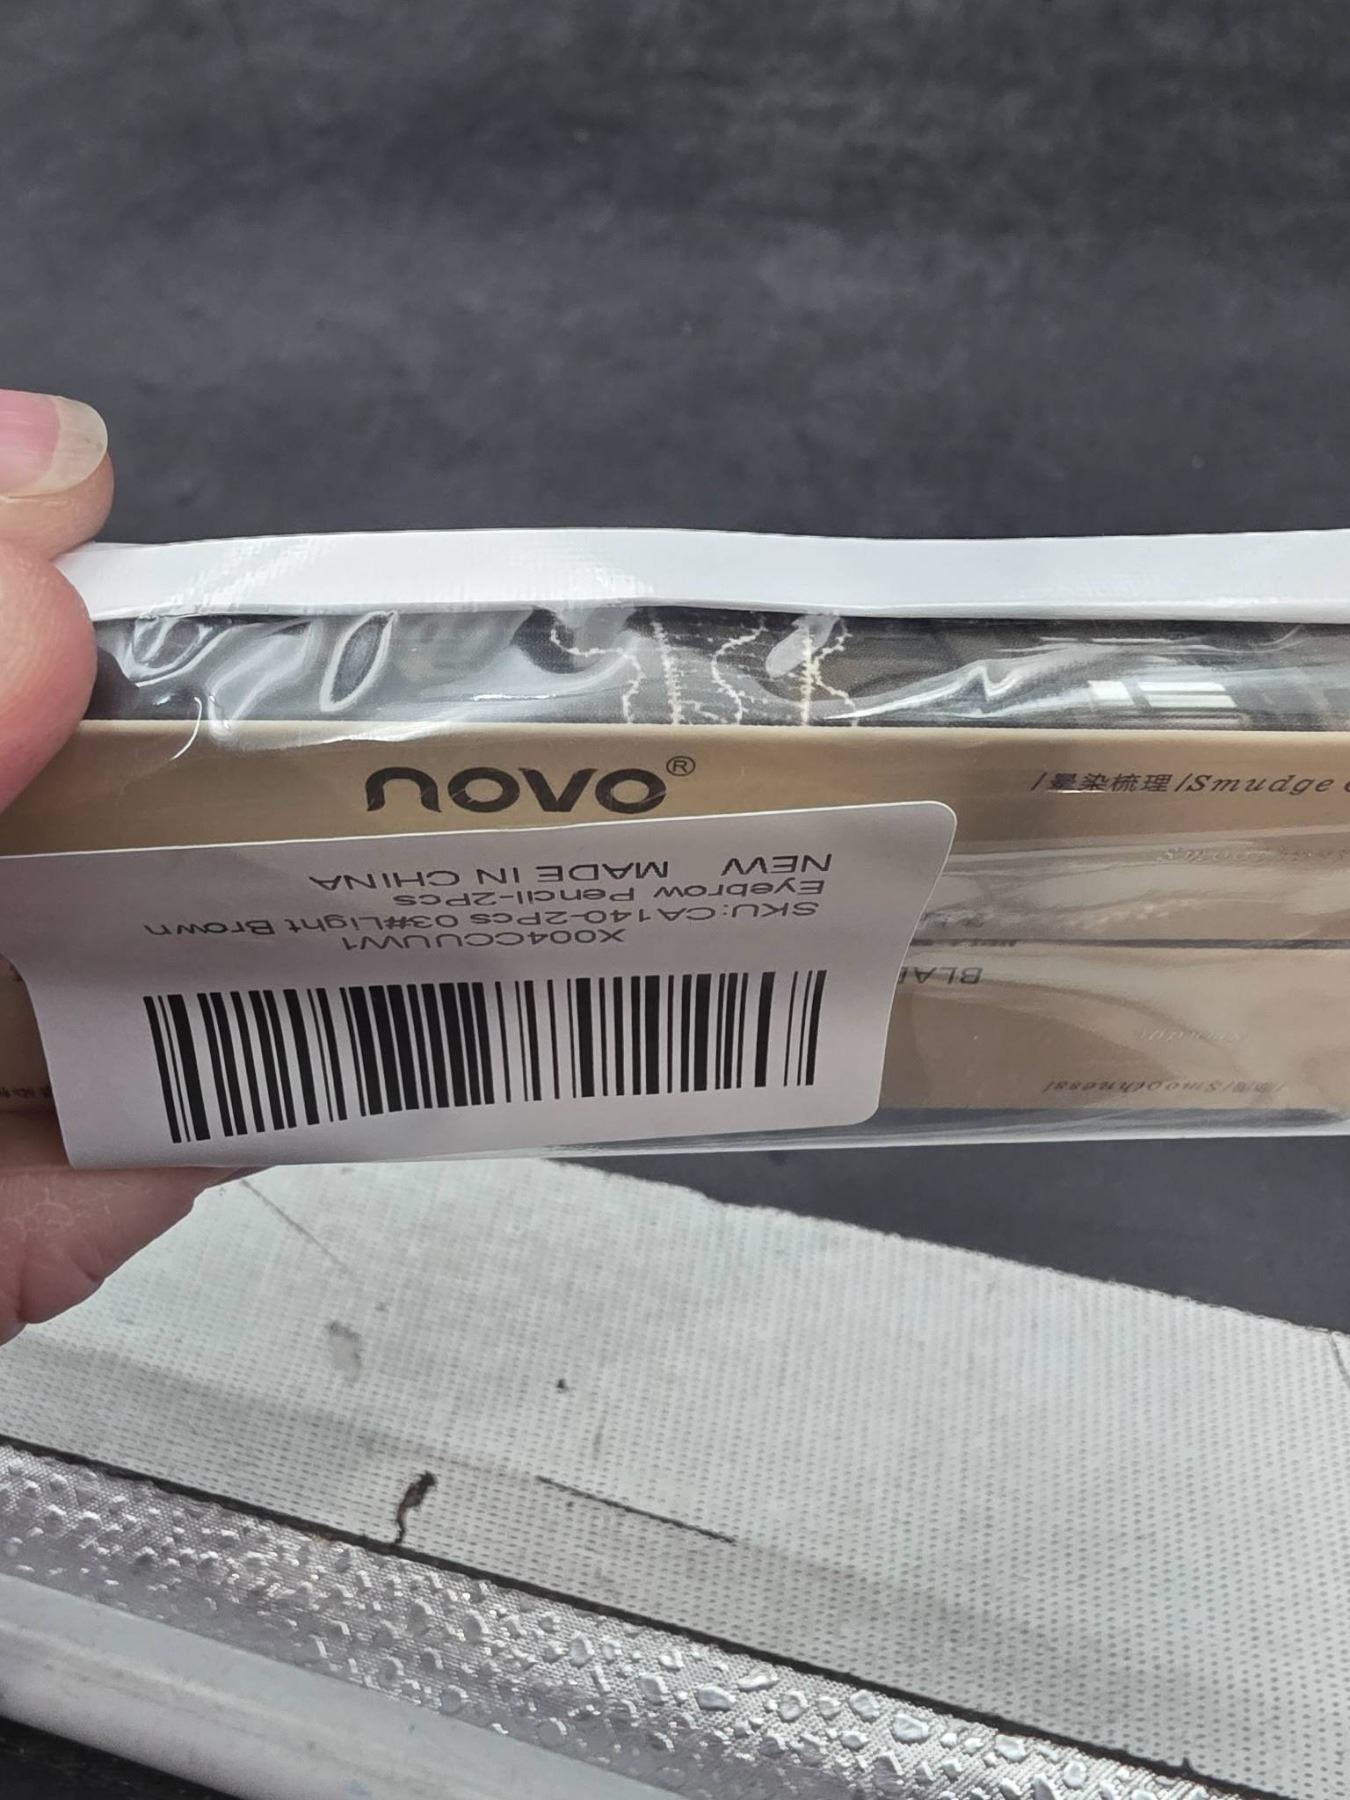 novo®
/晕染梳理/Smudge
X004CCUUW1
SKU:CA140-2Pcs 03#Light Brown
Eyebrow Pencil-2Pcs
NEW MADE IN CHINA
/Smoothness/